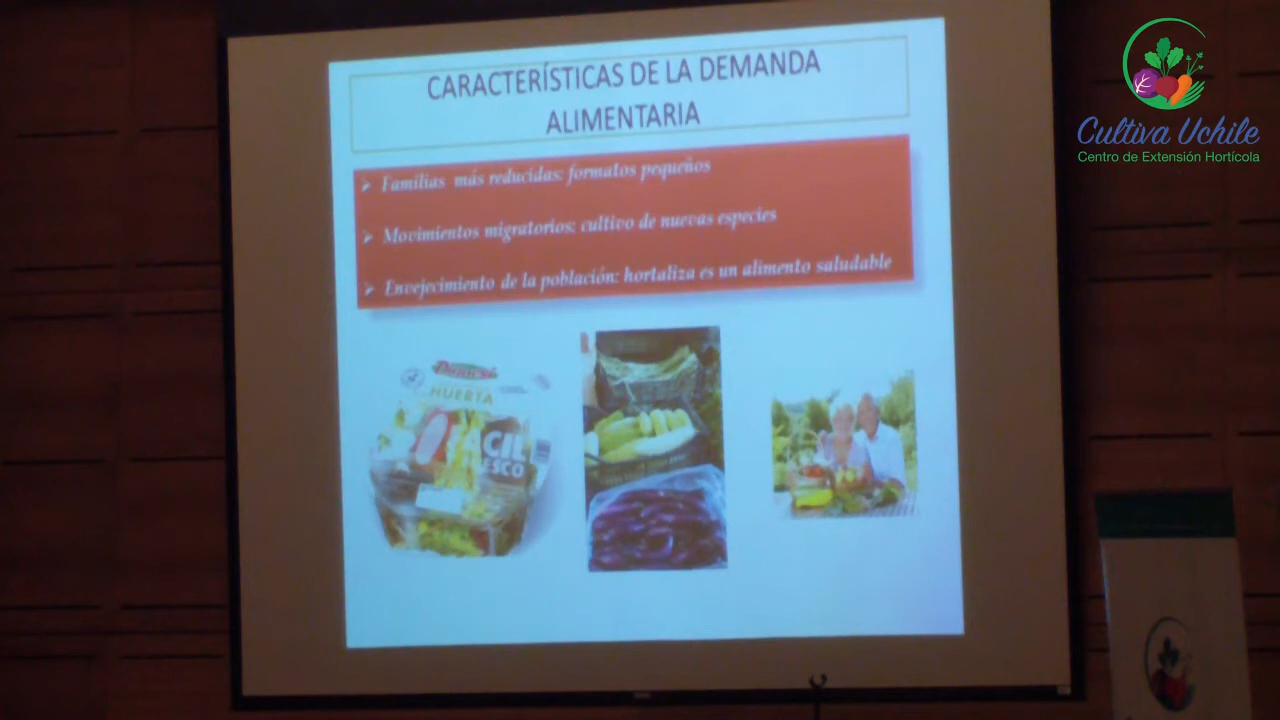 CARACTERÍSTICAS DE LA DEMANDA
ALIMENTARIA
➢ Familias más reducidas: formatos pequeños
➢ Movimientos migratorios: cultivo de nuevas especies
➢ Envejecimiento de la población: hortaliza es un alimento saludable
HUERTA
Cultiva Uchile
Centro de Extensión Hortícola